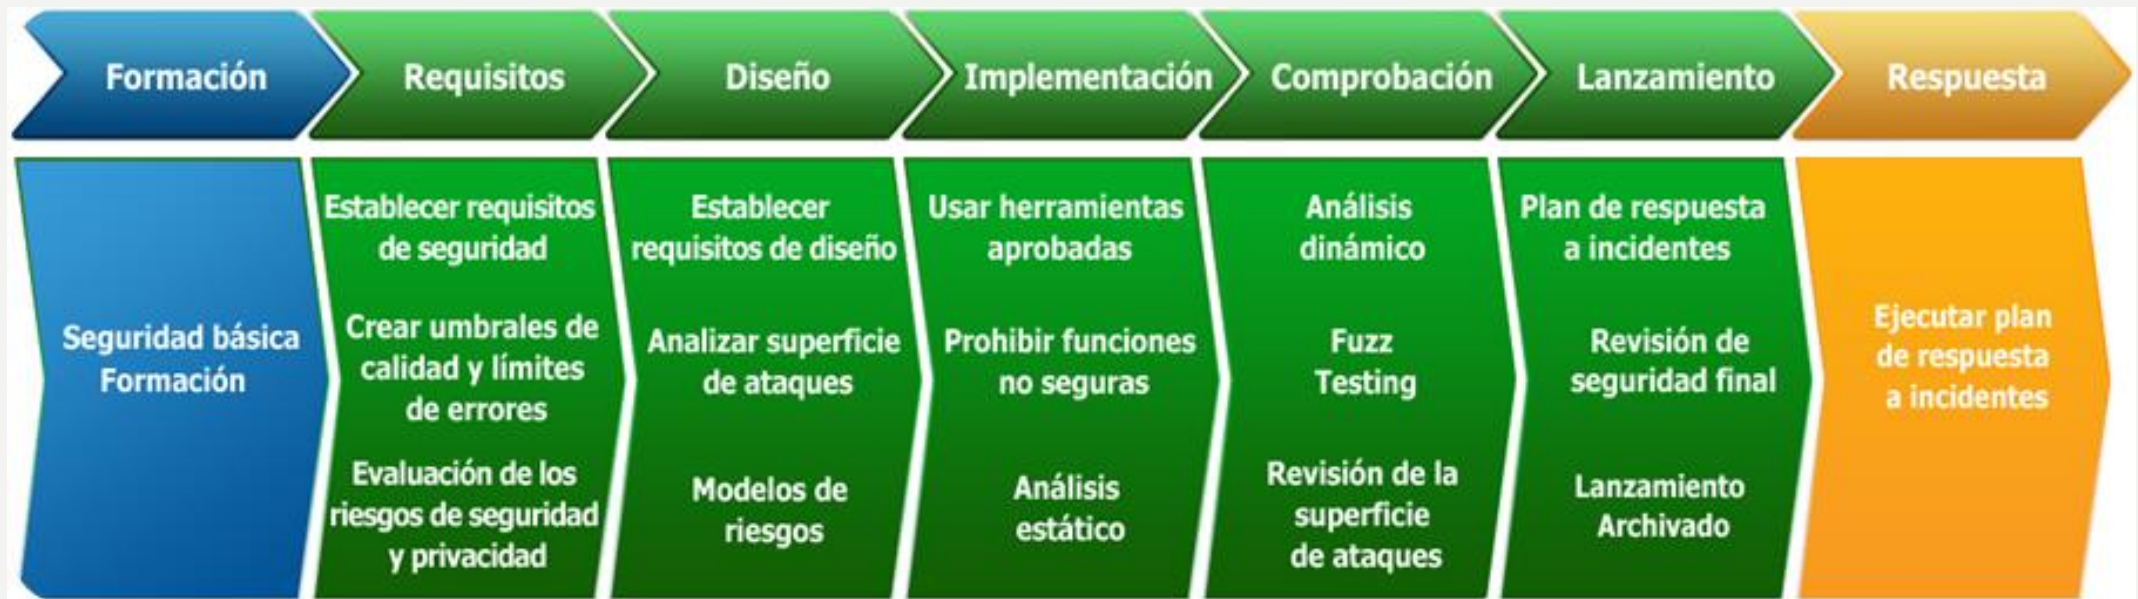 Formación
Requisitos
Diseño
Implementación
Comprobación
Lanzamiento
Respuesta
Seguridad básica
Formación
Establecer requisitos
de seguridad
Crear umbrales de
calidad y límites
de errores
Evaluación de los
riesgos de seguridad
y privacidad
Establecer
requisitos de diseño
Analizar superficie
de ataques
Modelos de
riesgos
Usar herramientas
aprobadas
Prohibir funciones
no seguras
Análisis
estático
Análisis
dinámico
Fuzz
Testing
Revisión de la
superficie
de ataques
Plan de respuesta
a incidentes
Revisión de
seguridad final
Lanzamiento
Archivado
Ejecutar plan
de respuesta
a incidentes